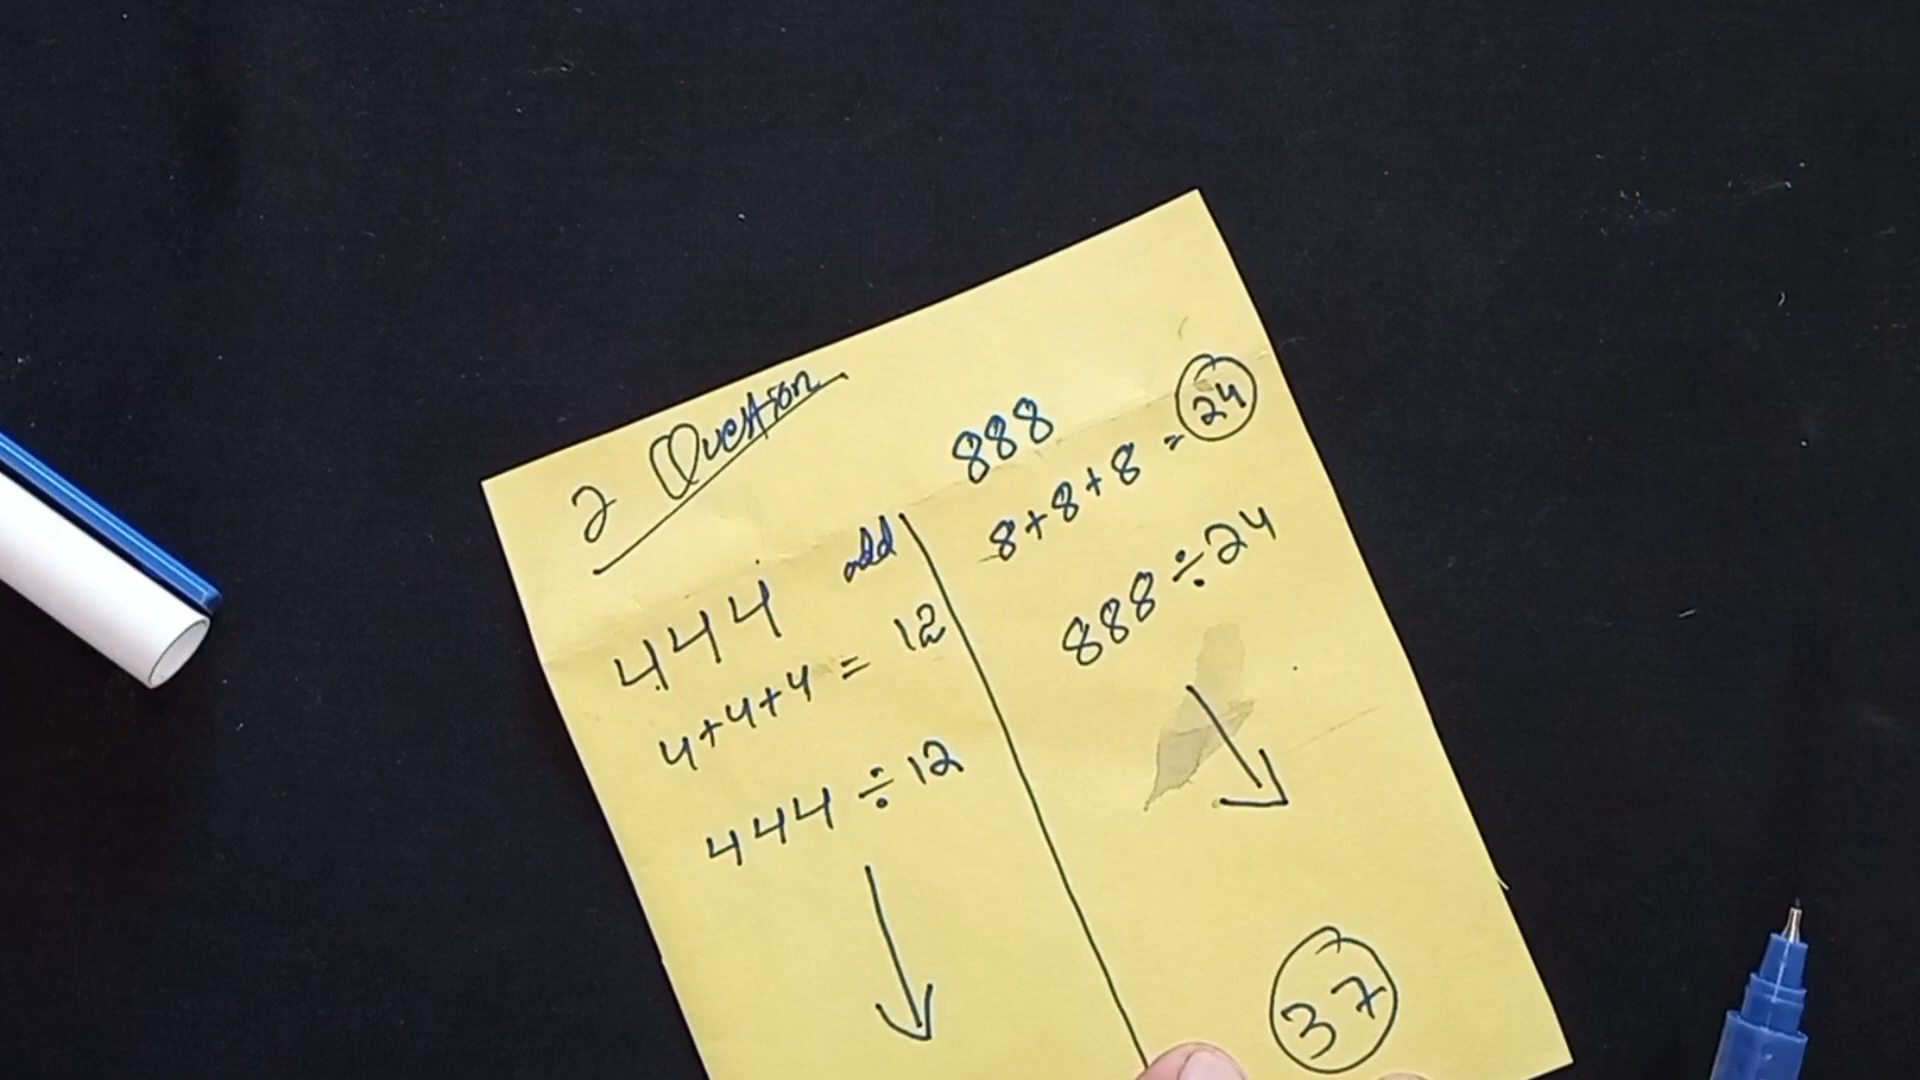 2 Question
444 add
4+4+4 = 12
444 ÷ 12
888
8+8+8 = 24
888 ÷ 24
37